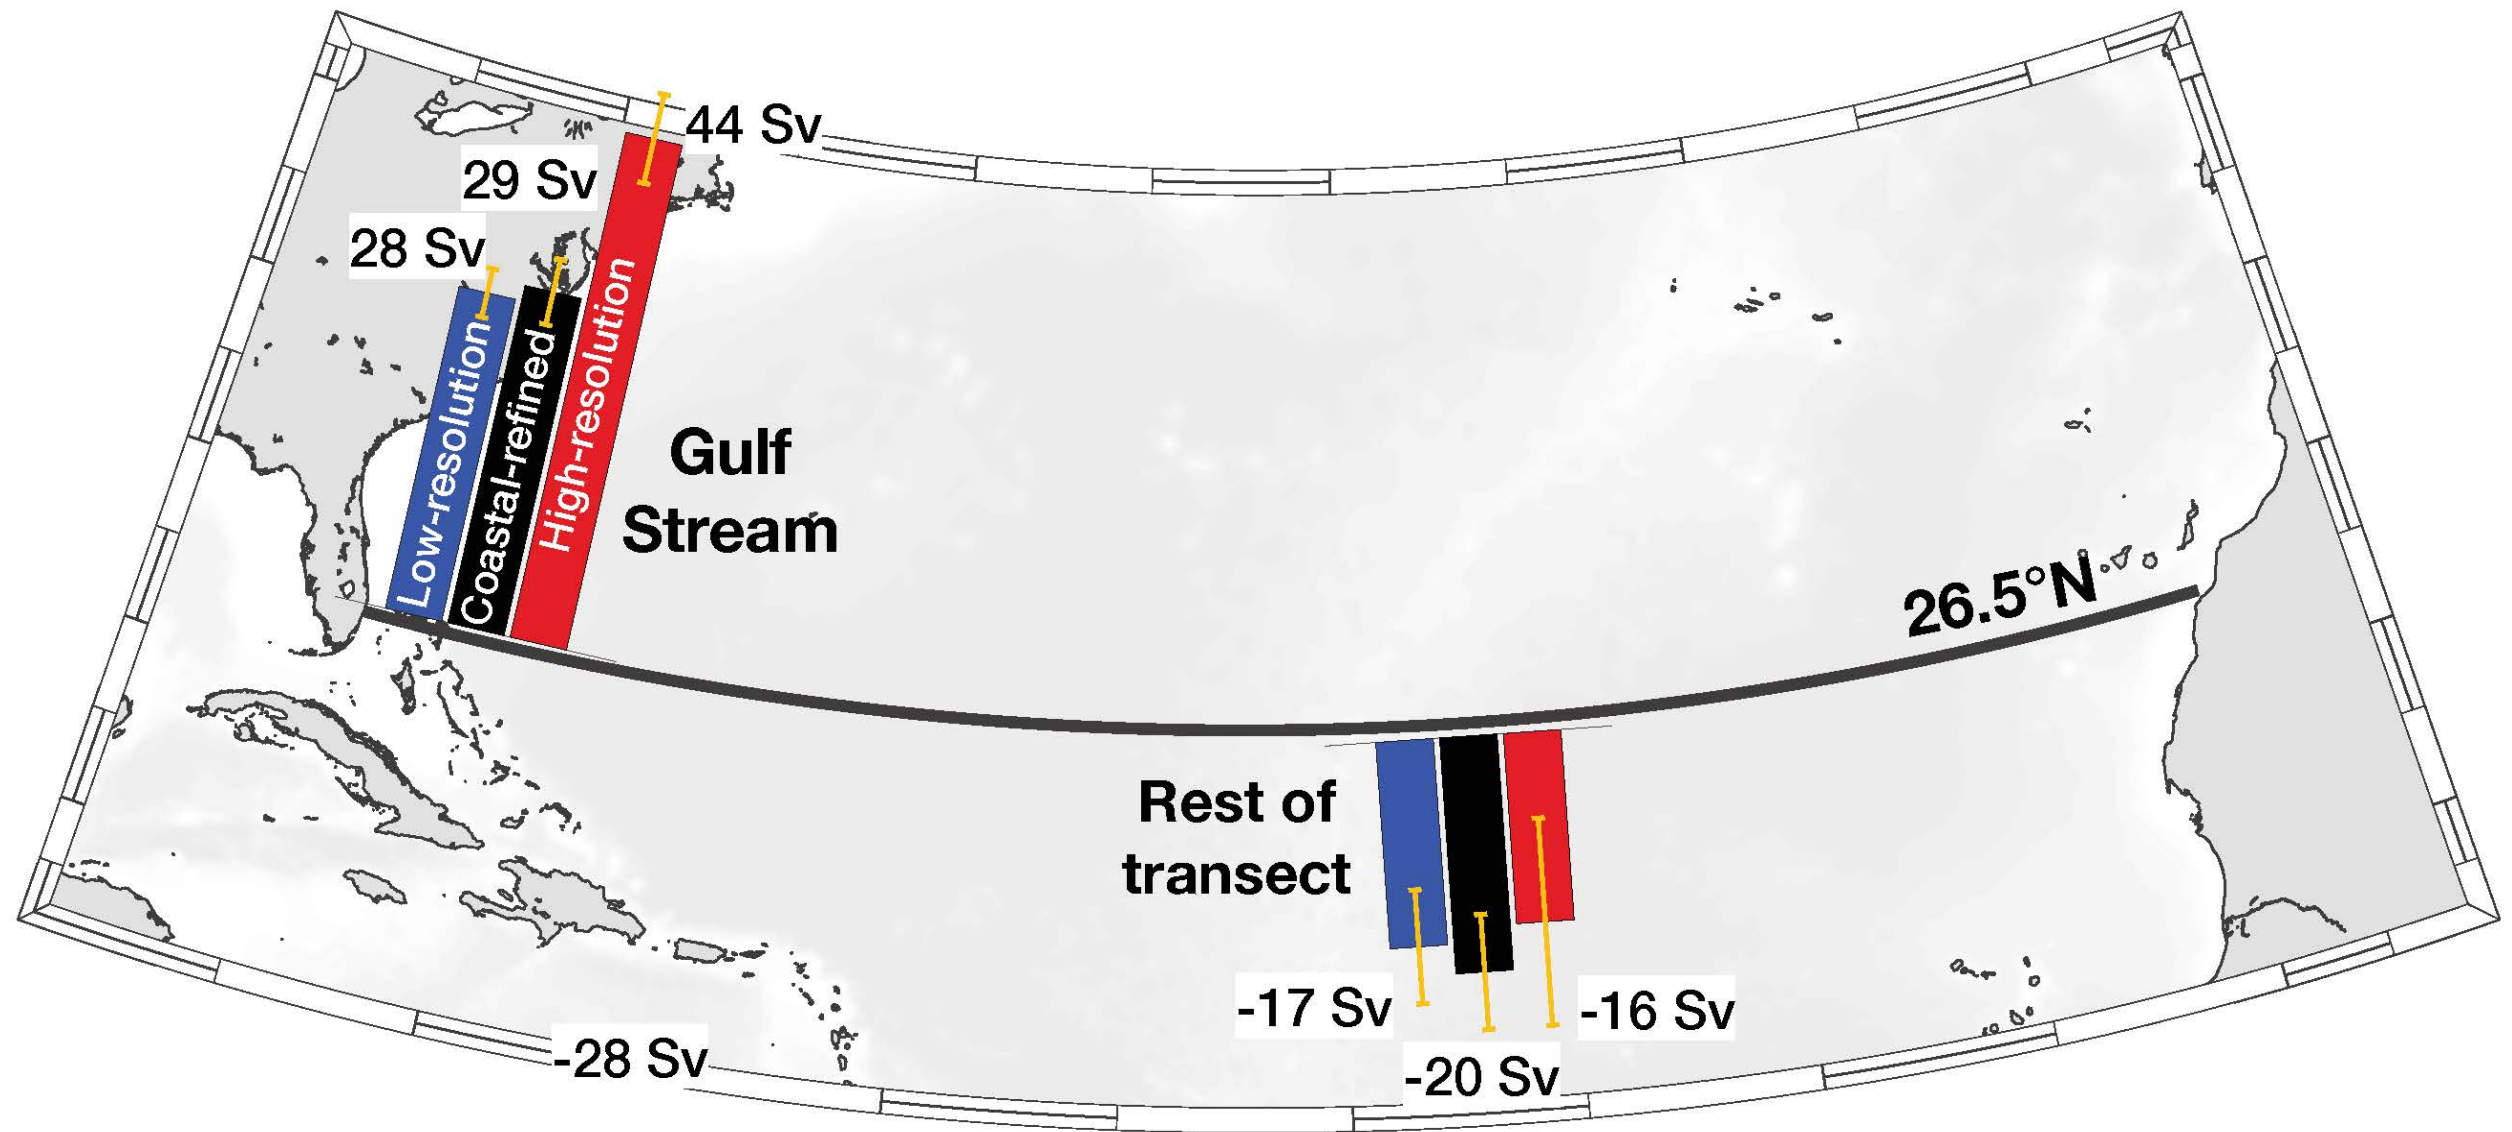 44 Sv
29 Sv
28 Sv
Low-resolution
Coastal-refined
High-resolution
Gulf
Stream
26.5°N
Rest of
transect
-17 Sv
-16 Sv
-28 Sv
-20 Sv